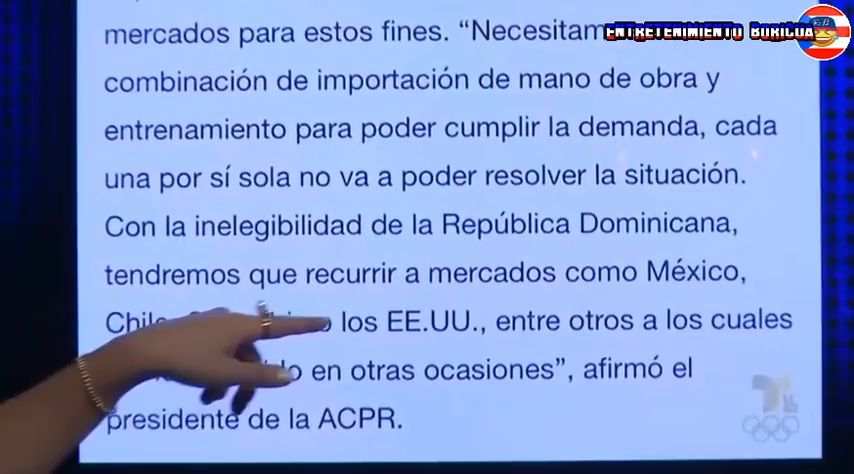 mercados para estos fines. “Necesitam
ENTRETENIMIENTO BORICUA
combinación de importación de mano de obra y
entrenamiento para poder cumplir la demanda, cada
una por sí sola no va a poder resolver la situación.
Con la inelegibilidad de la República Dominicana,
tendremos que recurrir a mercados como México,
Chile los EE.UU., entre otros a los cuales
en otras ocasiones”, afirmó el
presidente de la ACPR.